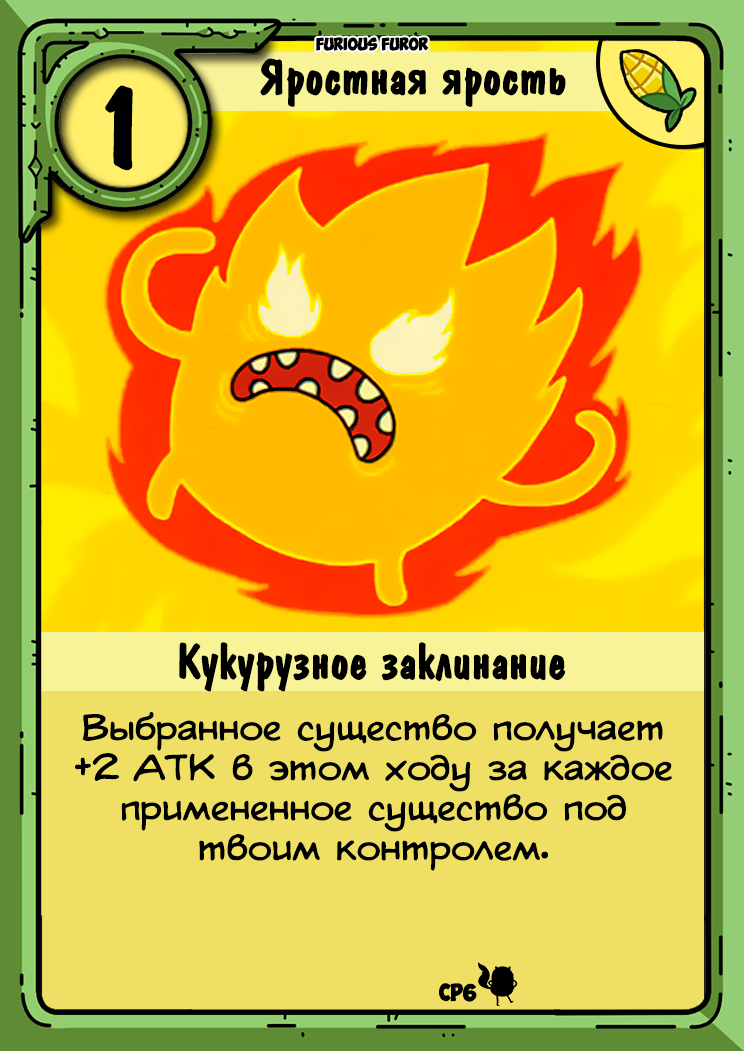 FURIOUS FUROR
Яростная ярость
1
Кукурузное заклинание
Выбранное существо получает
+2 АТК в этом ходу за каждое
примененное существо под
твоим контролем.
CP6